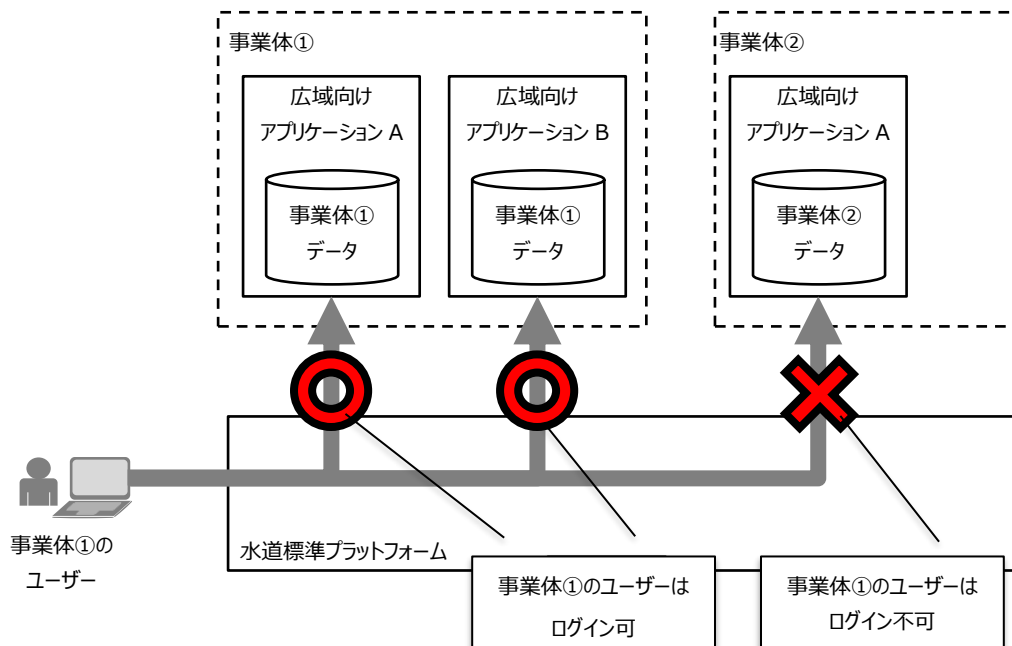 事業体①
広域向け
アプリケーション A
事業体①
データ
広域向け
アプリケーション B
事業体①
データ
事業体②
広域向け
アプリケーション A
事業体②
データ
事業体①の
ユーザー
水道標準プラットフォーム
事業体①のユーザーは
ログイン可
事業体①のユーザーは
ログイン不可